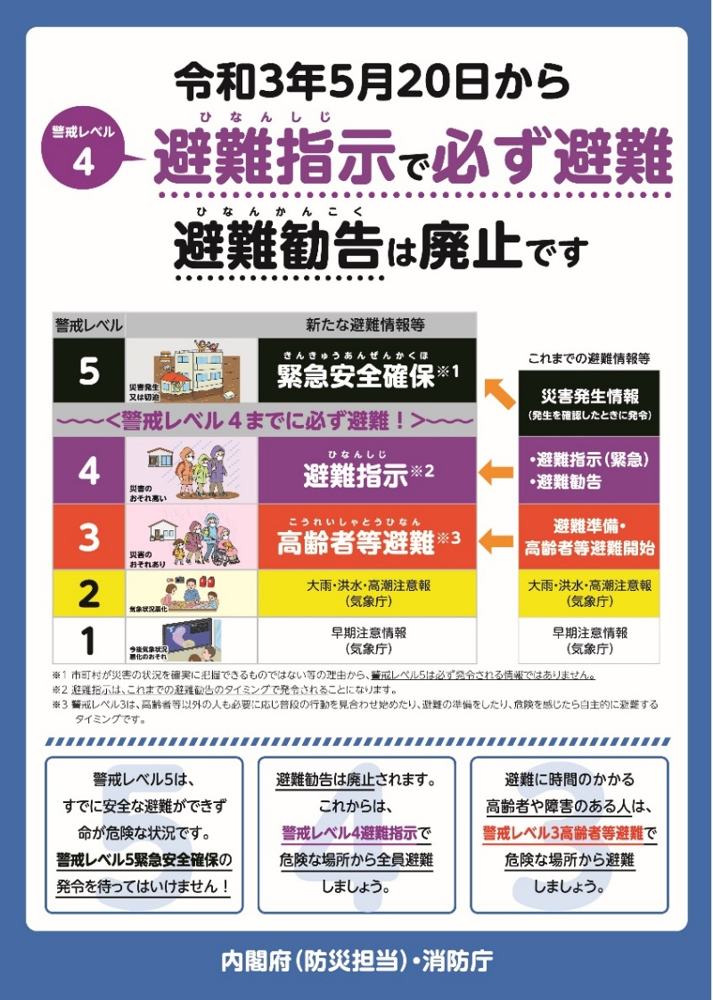 令和3年5月20日から
警戒レベル
4
ひなんしじ
避難指示で必ず避難
ひなんかんこく
避難勧告は廃止です
警戒レベル
新たな避難情報等
これまでの避難情報等
5
災害発生
又は切迫
きんきゅうあんぜんかくほ
緊急安全確保※1
災害発生情報
(発生を確認したときに発令)
〜〜〜<警戒レベル4までに必ず避難!>〜〜〜
4
災害の
おそれ高い
ひなんしじ
避難指示※2
・避難指示(緊急)
・避難勧告
3
災害の
おそれあり
こうれいしゃとうひなん
高齢者等避難※3
避難準備・
高齢者等避難開始
2
気象状況悪化
大雨・洪水・高潮注意報
(気象庁)
大雨・洪水・高潮注意報
(気象庁)
1
今後気象状況
悪化のおそれ
早期注意情報
(気象庁)
早期注意情報
(気象庁)
※1 市町村が災害の状況を確実に把握できるものではない等の理由から、警戒レベル5は必ず発令される情報ではありません。
※2 避難指示は、これまでの避難勧告のタイミングで発令されることになります。
※3 警戒レベル3は、高齢者等以外の人も必要に応じ普段の行動を見合わせ始めたり、避難の準備をしたり、危険を感じたら自主的に避難する
タイミングです。
5
警戒レベル5は、
すでに安全な避難ができず
命が危険な状況です。
警戒レベル5緊急安全確保の
発令を待ってはいけません!
4
避難勧告は廃止されます。
これからは、
警戒レベル4避難指示で
危険な場所から全員避難
しましょう。
3
避難に時間のかかる
高齢者や障害のある人は、
警戒レベル3高齢者等避難で
危険な場所から避難
しましょう。
内閣府(防災担当)・消防庁